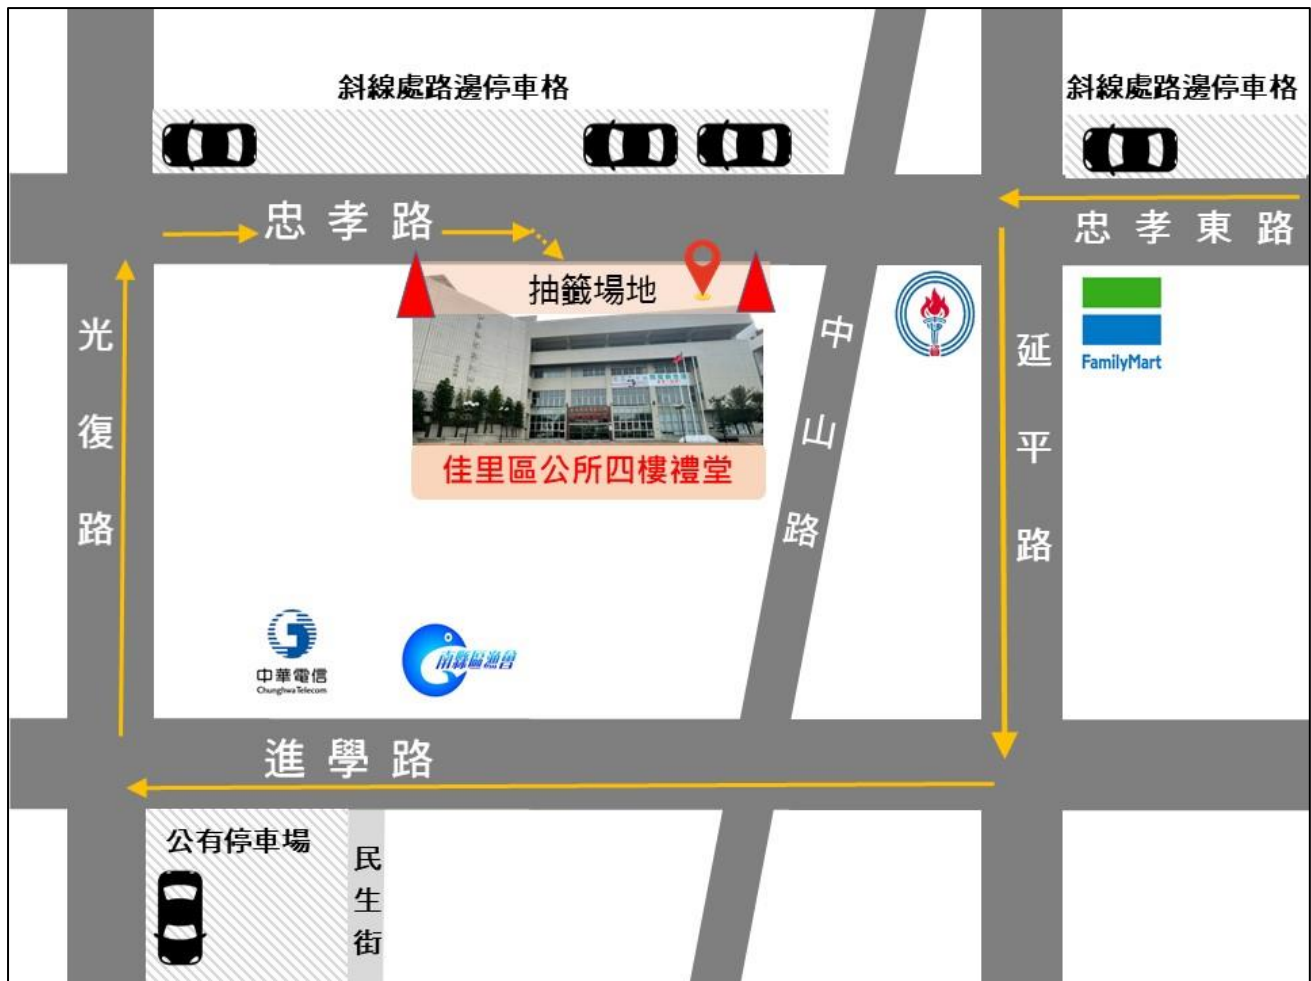 斜線處路邊停車格
斜線處路邊停車格
忠孝路
忠孝東路
抽籤場地
光復路
中山路
延平路
FamilyMart
佳里區公所四樓禮堂
中華電信
Chunghwa Telecom
南縣區漁會
進學路
公有停車場
民生街